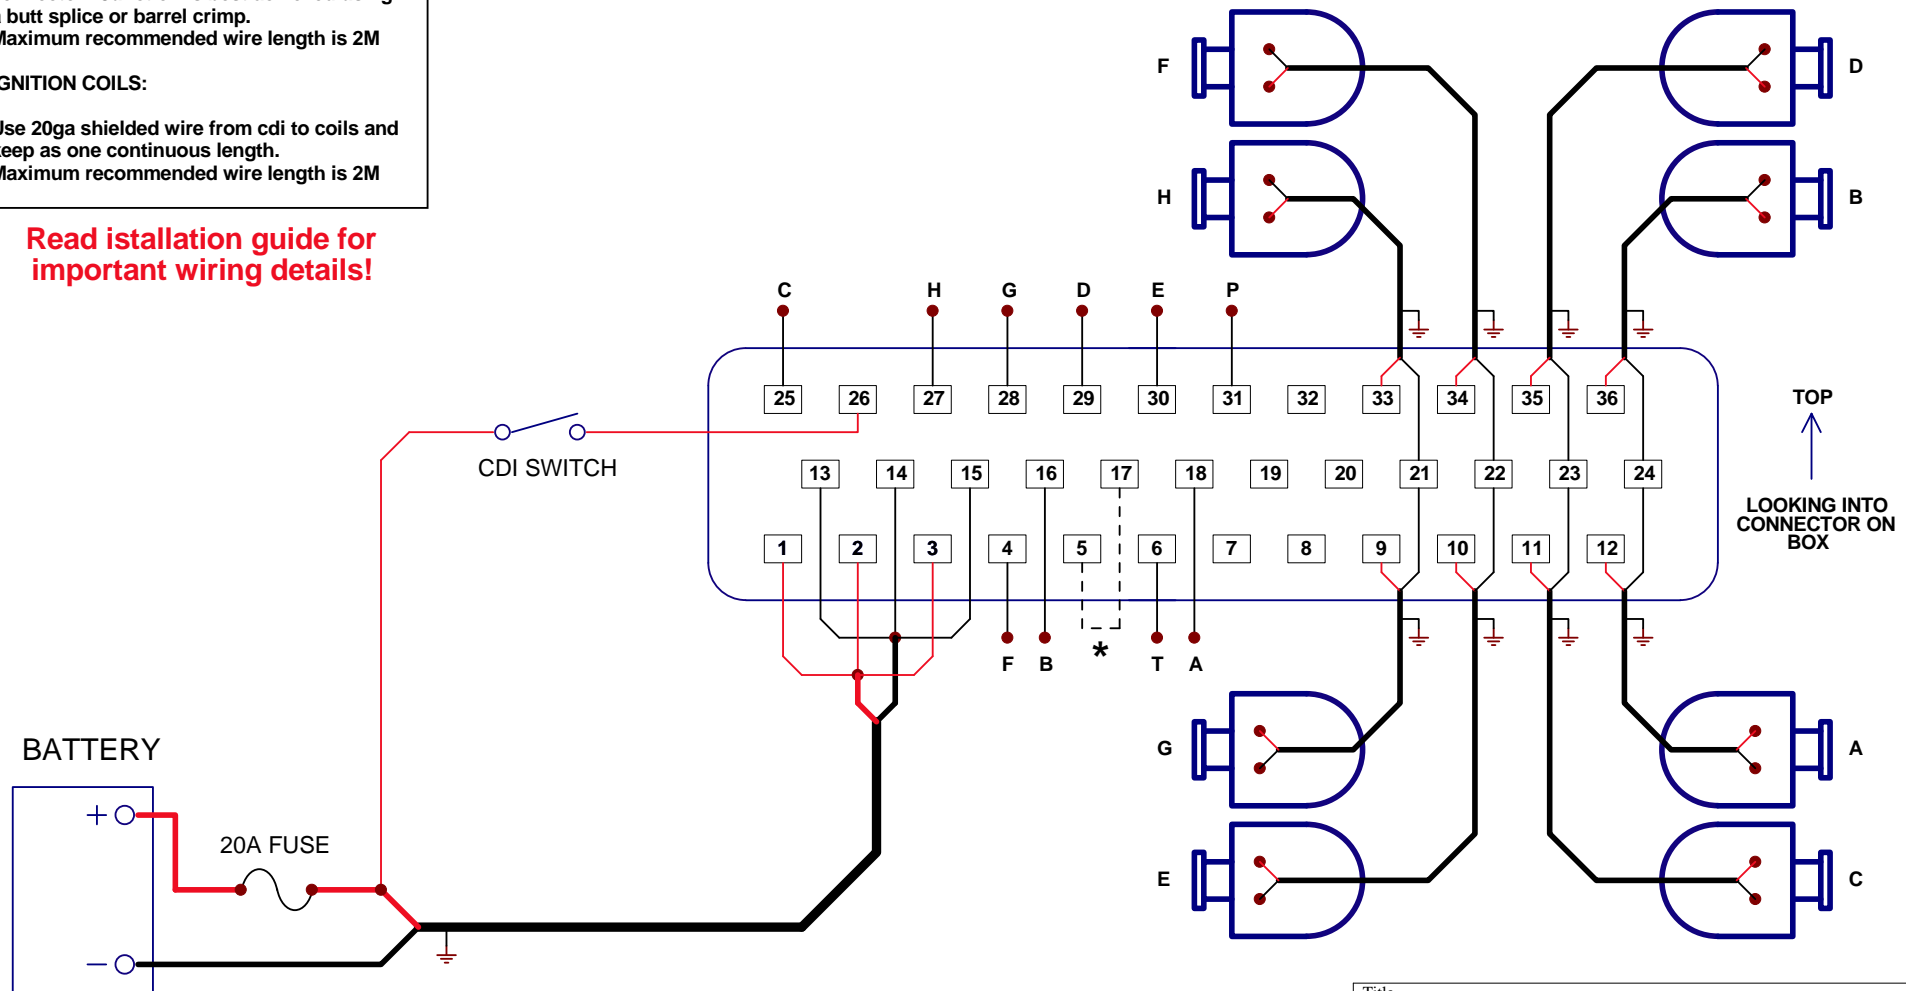 a butt splice or barrel crimp.
Maximum recommended wire length is 2M
IGNITION COILS:
Use 20ga shielded wire from cdi to coils and
keep as one continuous length.
Maximum recommended wire length is 2M
Read istallation guide for
important wiring details!
F
D
H
B
C H G D E P
25 26 27 28 29 30 31 32 33 34 35 36
TOP
CDI SWITCH
13 14 15 16 17 18 19 20 21 22 23 24
LOOKING INTO
CONNECTOR ON
BOX
1 2 3 4 5 6 7 8 9 10 11 12
F B * T A
BATTERY
G
A
+
20A FUSE
E
C
−
Title